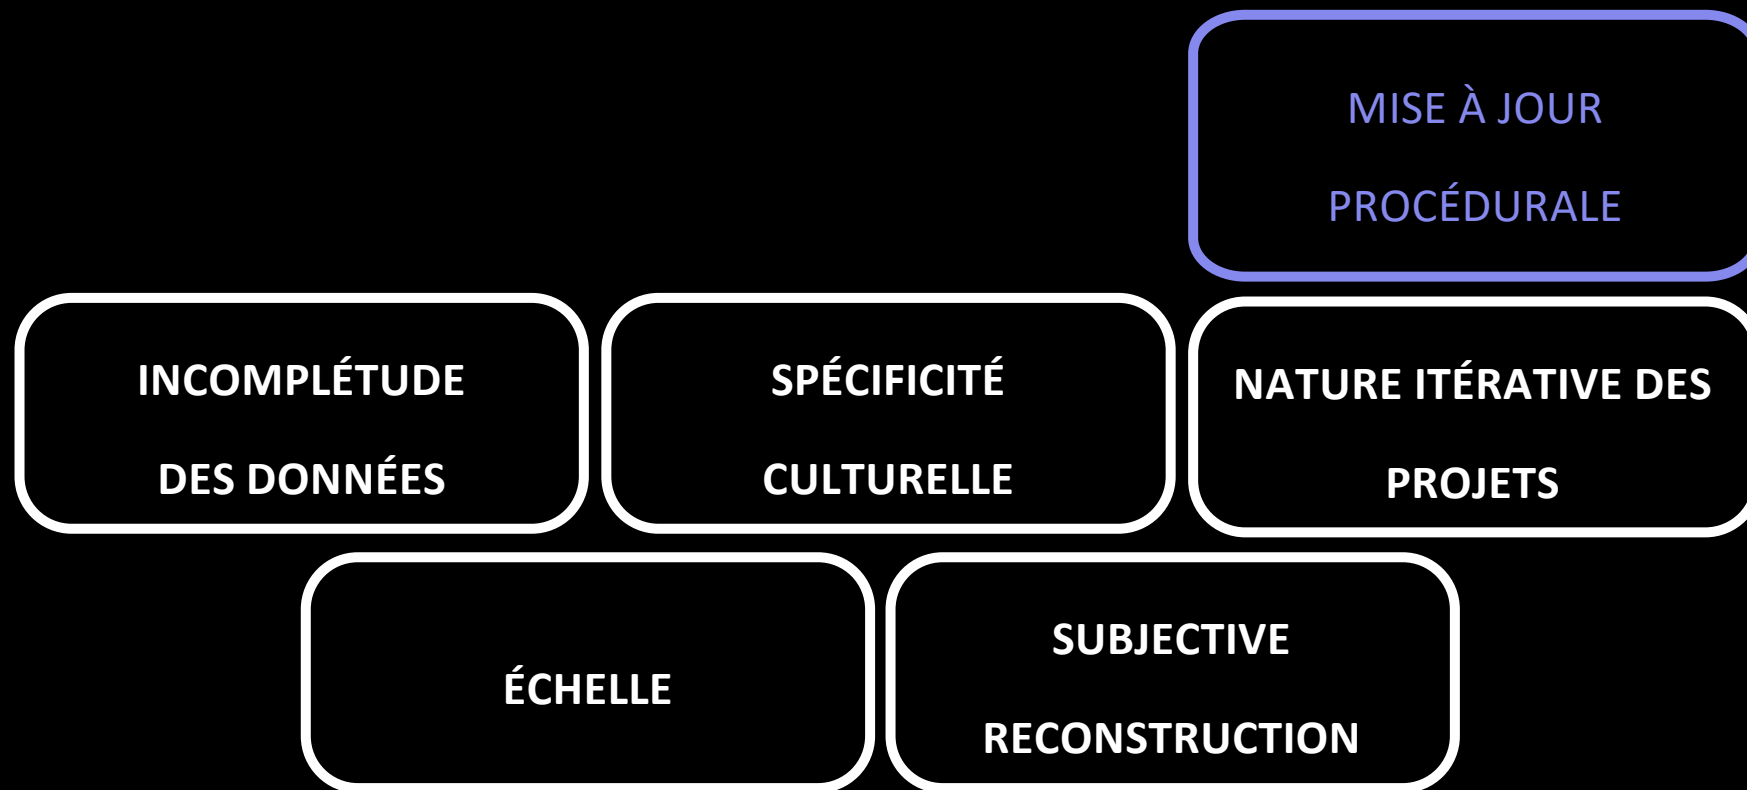 MISE À JOUR
PROCÉDURALE
INCOMPLÉTUDE
DES DONNÉES
SPÉCIFICITÉ
CULTURELLE
NATURE ITÉRATIVE DES
PROJETS
ÉCHELLE
SUBJECTIVE
RECONSTRUCTION